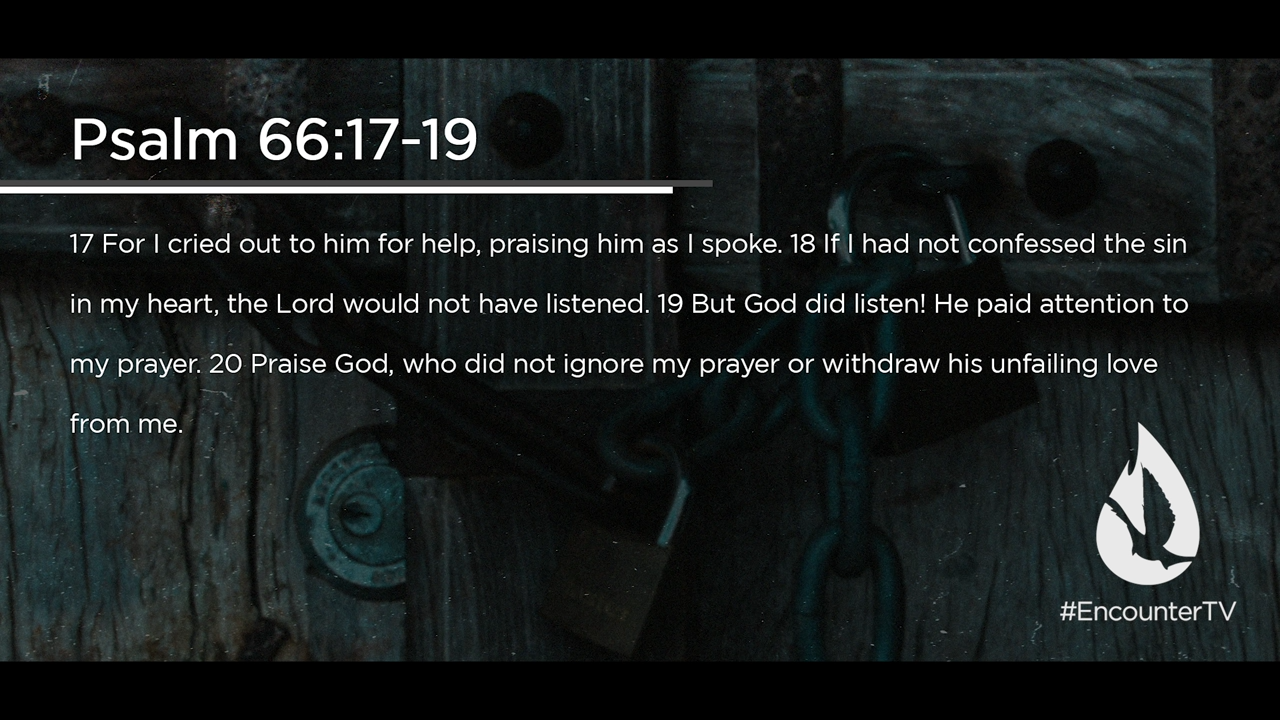 Psalm 66:17-19
17 For I cried out to him for help, praising him as I spoke. 18 If I had not confessed the sin
in my heart, the Lord would not have listened. 19 But God did listen! He paid attention to
my prayer. 20 Praise God, who did not ignore my prayer or withdraw his unfailing love
from me.
#EncounterTV